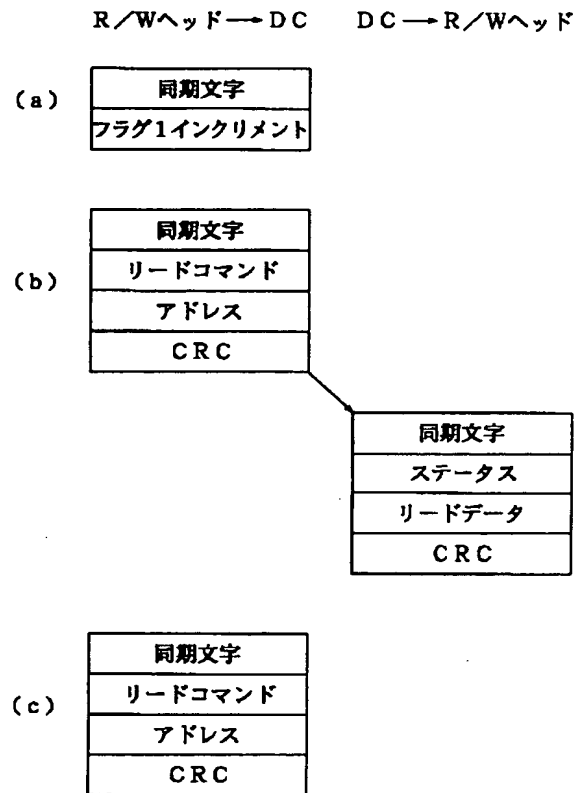 R／Wヘッド→DC　DC→R／Wヘッド
(a)
同期文字
フラグ1インクリメント
(b)
同期文字
リードコマンド
アドレス
CRC
同期文字
ステータス
リードデータ
CRC
(c)
同期文字
リードコマンド
アドレス
CRC